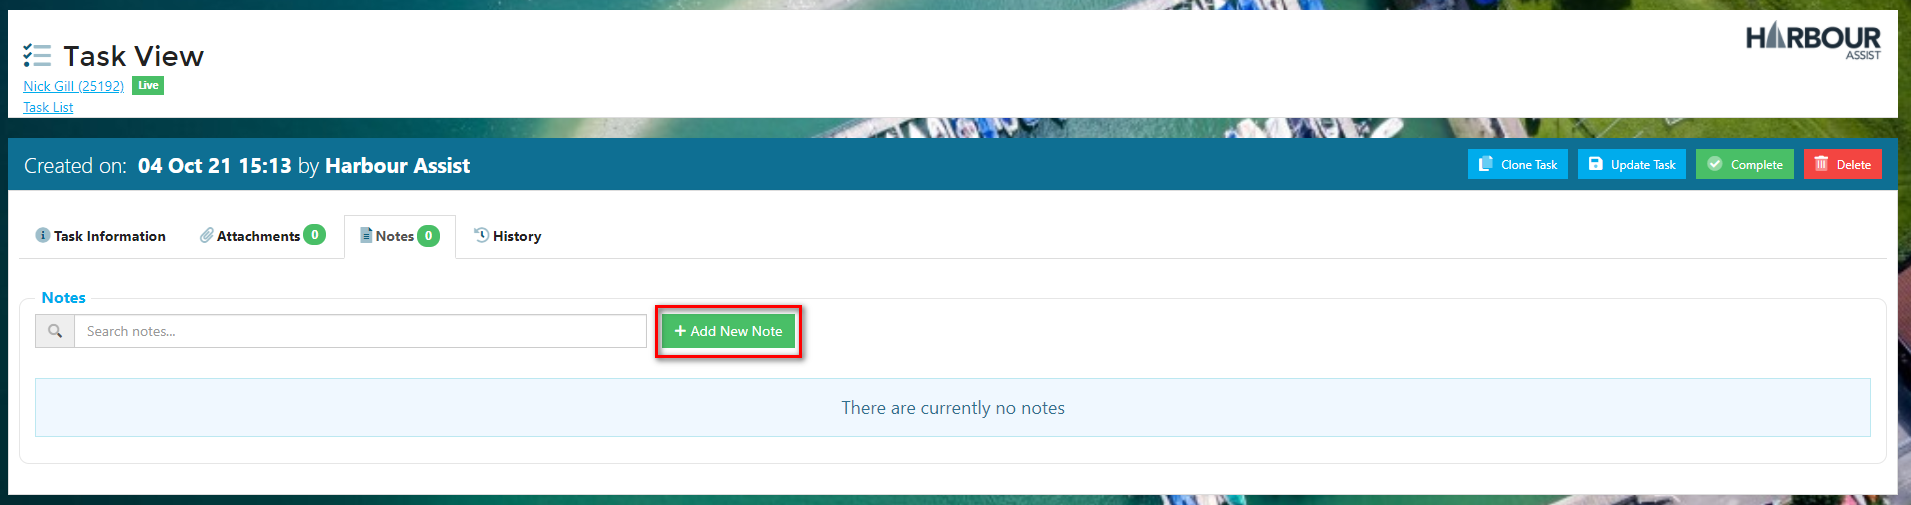 Task View
HARBOUR
ASSIST
Nick Gill (25192) Live
Task List
Created on: 04 Oct 21 15:13 by Harbour Assist
Clone Task Update Task Complete Delete
Task Information Attachments 0 Notes 0 History
Notes
Search notes... + Add New Note
There are currently no notes